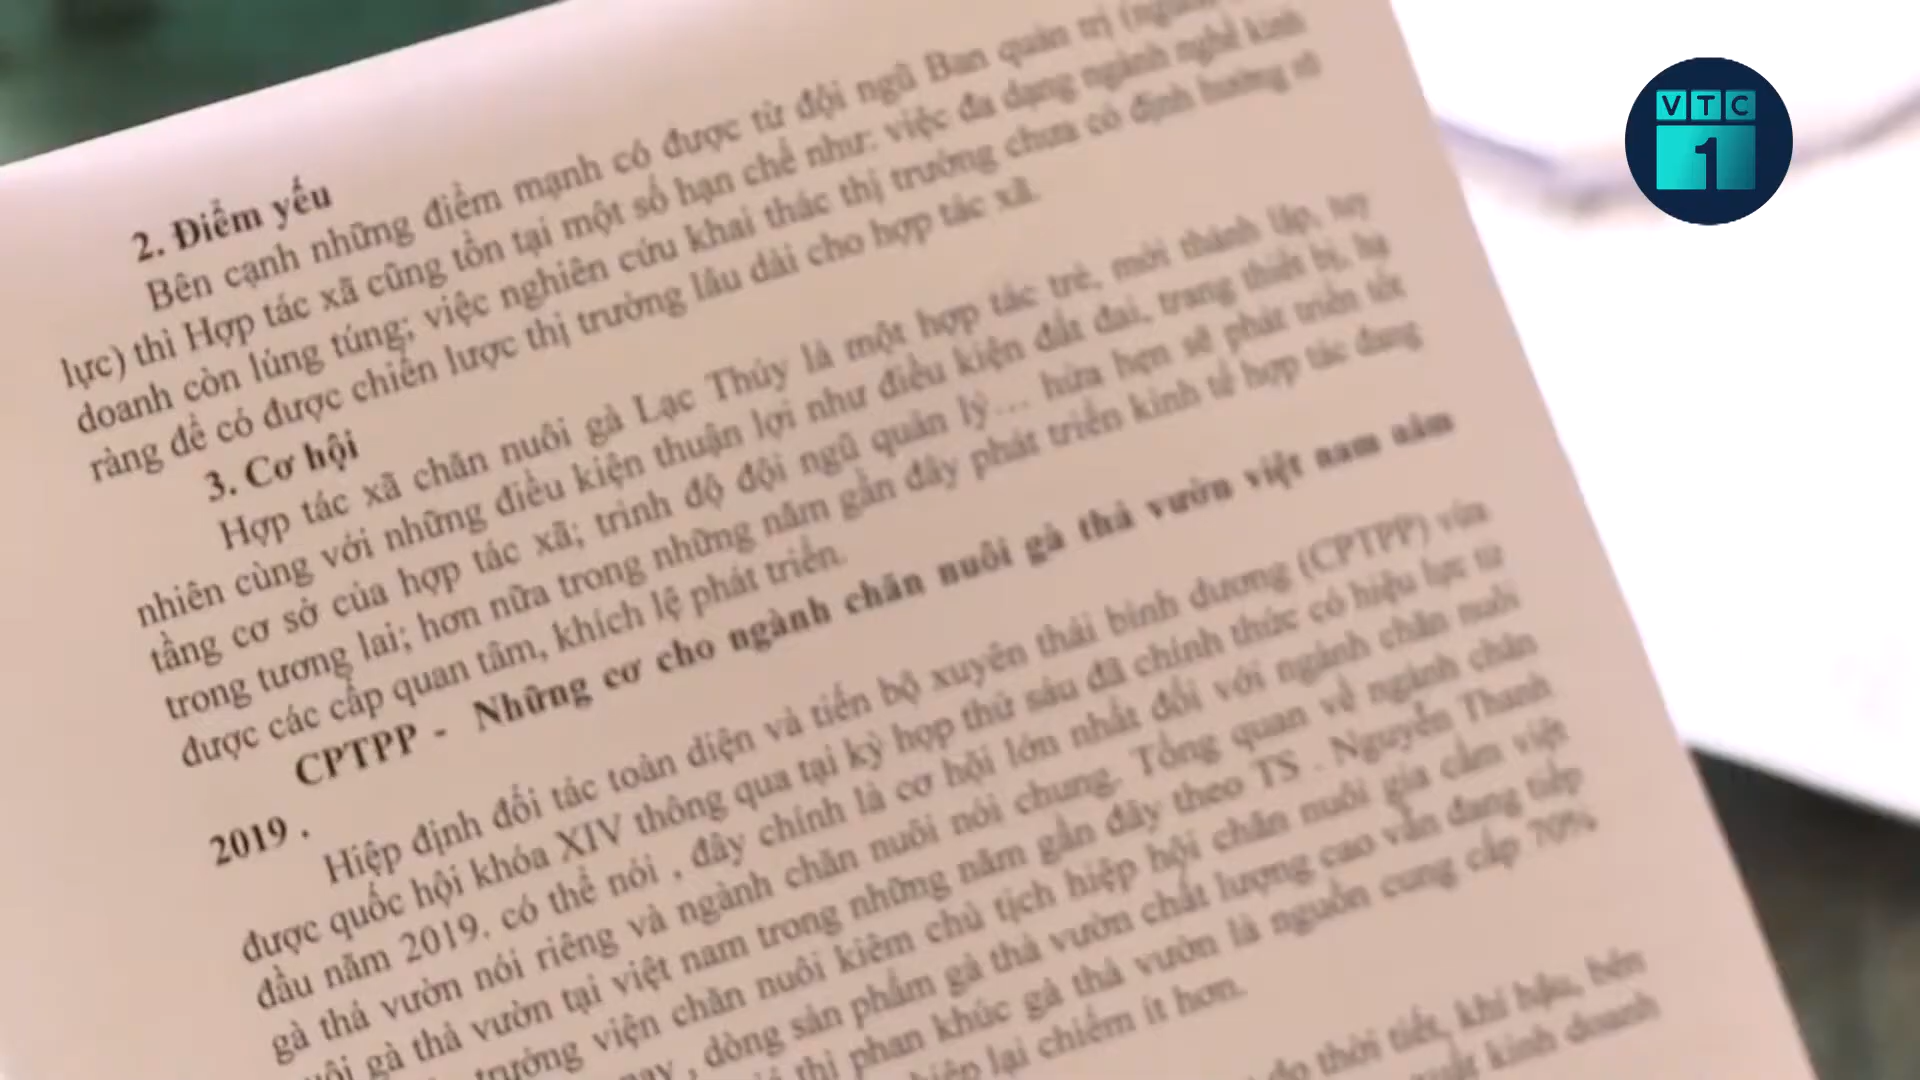 2. Điểm yếu
Bên cạnh những điểm mạnh có được từ đội ngũ Ban quản trị
lực) thì Hợp tác xã cũng tồn tại một số hạn chế như: việc đa dạng ngành nghề kinh
doanh còn lúng túng; việc nghiên cứu khai thác thị trường chưa có định hướng rõ
ràng để có được chiến lược thị trường lâu dài cho hợp tác xã.
3. Cơ hội
Hợp tác xã chăn nuôi gà Lạc Thủy là một hợp tác trẻ, mới thành lập, tuy
nhiên cùng với những điều kiện thuận lợi như điều kiện đất đai, trang thiết bị, hạ
tầng cơ sở của hợp tác xã; trình độ đội ngũ quản lý... hứa hẹn sẽ phát triển tốt
trong tương lai; hơn nữa trong những năm gần đây phát triển kinh tế hợp tác đang
được các cấp quan tâm, khích lệ phát triển.
CPTPP - Những cơ cho ngành chăn nuôi gà thả vườn việt nam năm
2019 .
Hiệp định đối tác toàn diện và tiến bộ xuyên thái bình dương (CPTPP) vừa
được quốc hội khóa XIV thông qua tại kỳ họp thứ sáu đã chính thức có hiệu lực từ
đầu năm 2019. có thể nói , đây chính là cơ hội lớn nhất đối với ngành chăn nuôi
gà thả vườn nói riêng và ngành chăn nuôi nói chung. Tổng quan về ngành chăn
gà thả vườn tại việt nam trong những năm gần đây theo TS . Nguyễn Thanh
trưởng viện chăn nuôi kiêm chủ tịch hiệp hội chăn nuôi gia cầm việt
, dòng sản phẩm gà thả vườn chất lượng cao vẫn đang tiếp
thị phan khúc gà thả vườn là nguồn cung cấp 70%
lại chiếm ít hơn.
do thời tiết, khí hậu, bên
kinh doanh
VTC
1